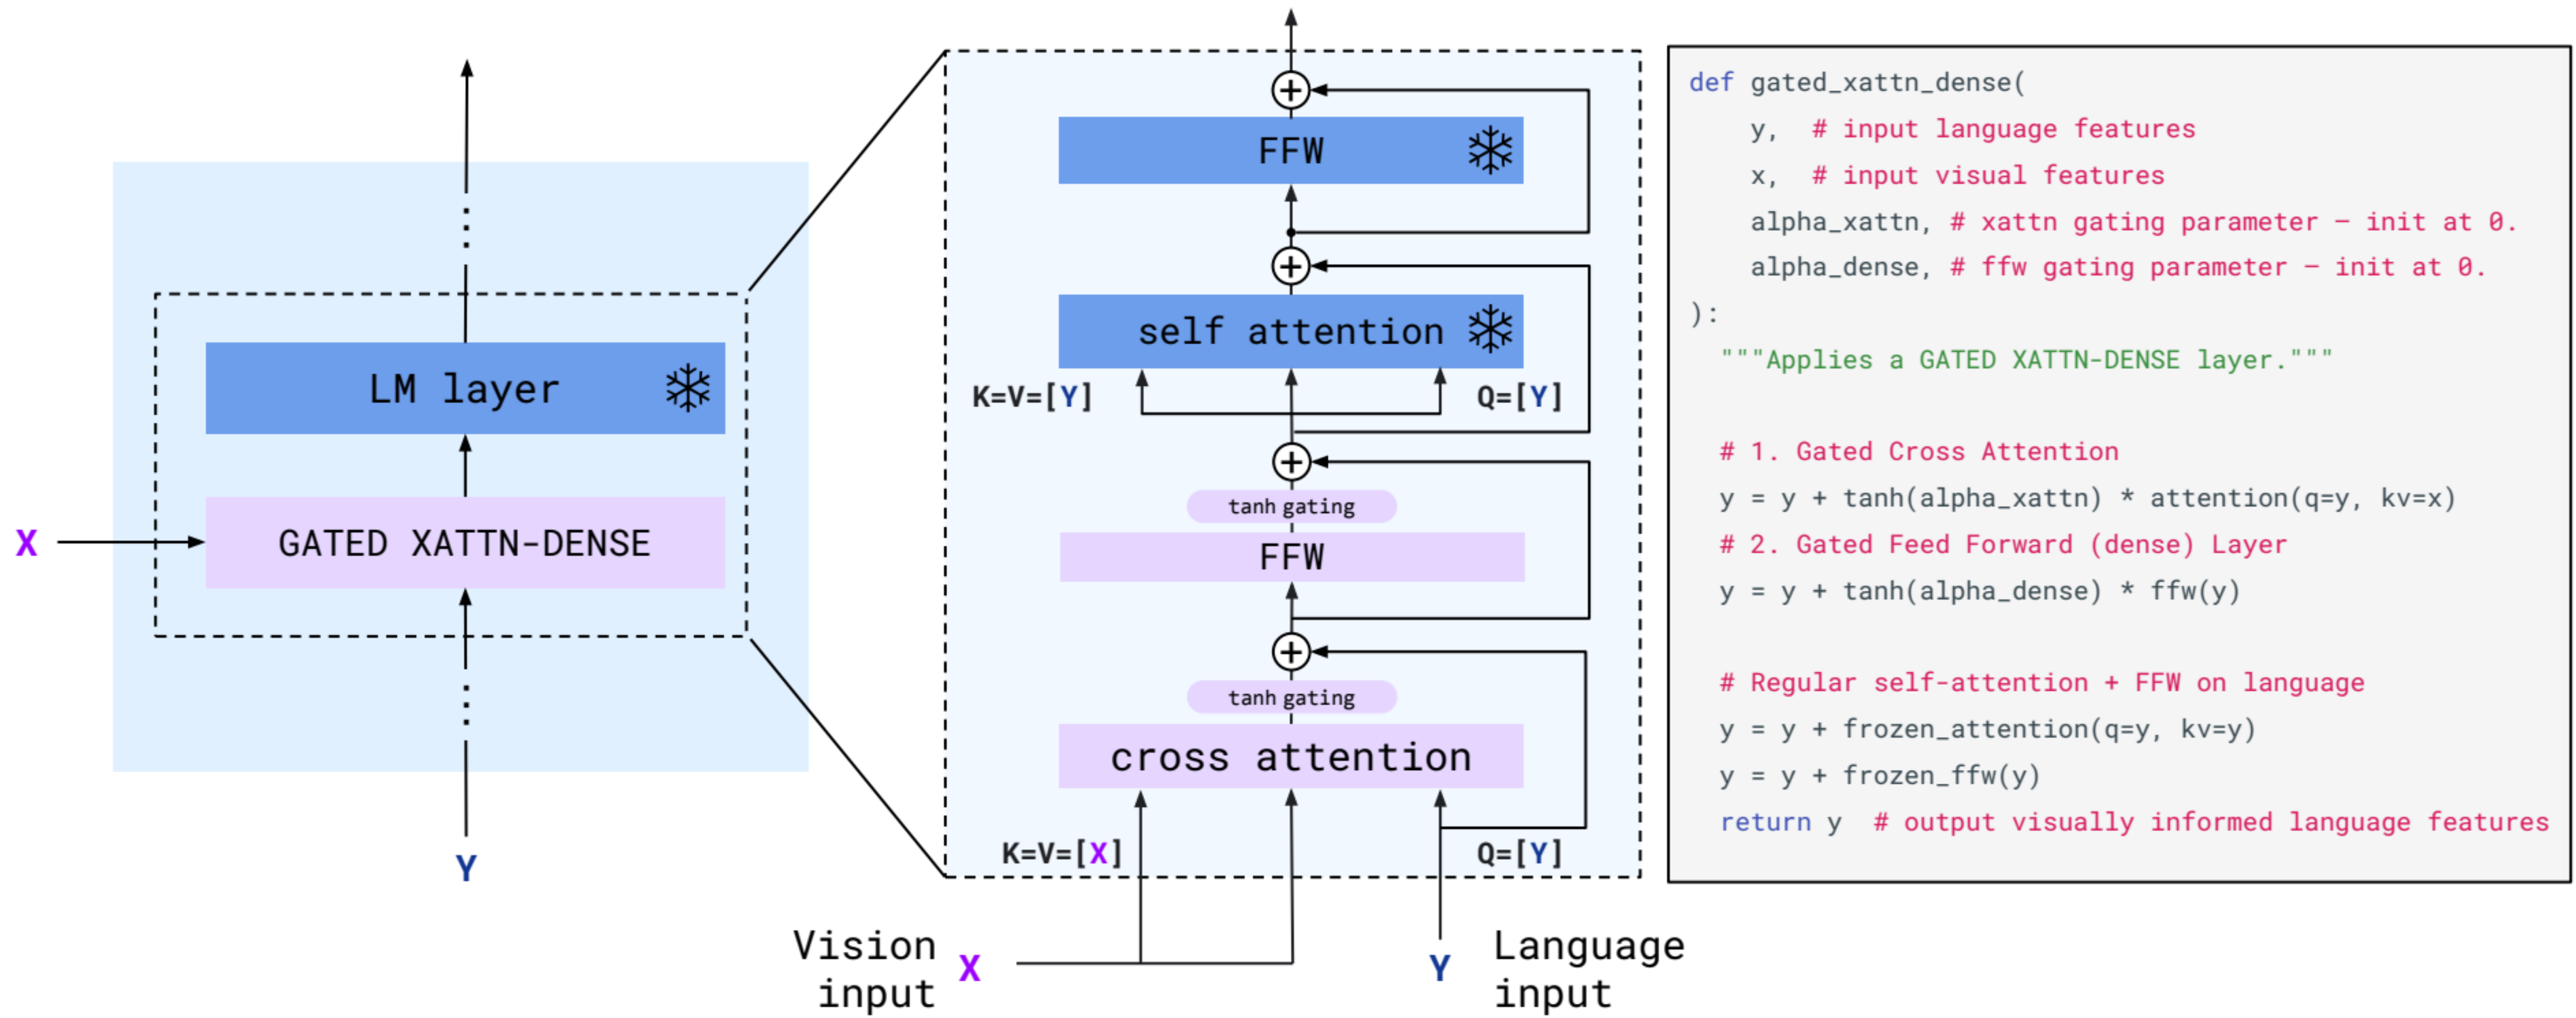 LM layer
GATED XATTN-DENSE
X
Y
FFW
self attention
K=V=[Y]
Q=[Y]
tanh gating
FFW
tanh gating
cross attention
K=V=[X]
Q=[Y]
Vision
input
X
Y
Language
input
def gated_xattn_dense(
y, # input language features
x, # input visual features
alpha_xattn, # xattn gating parameter – init at 0.
alpha_dense, # ffw gating parameter – init at 0.
):
"""Applies a GATED XATTN-DENSE layer."""
# 1. Gated Cross Attention
y = y + tanh(alpha_xattn) * attention(q=y, kv=x)
# 2. Gated Feed Forward (dense) Layer
y = y + tanh(alpha_dense) * ffw(y)
# Regular self-attention + FFW on language
y = y + frozen_attention(q=y, kv=y)
y = y + frozen_ffw(y)
return y # output visually informed language features